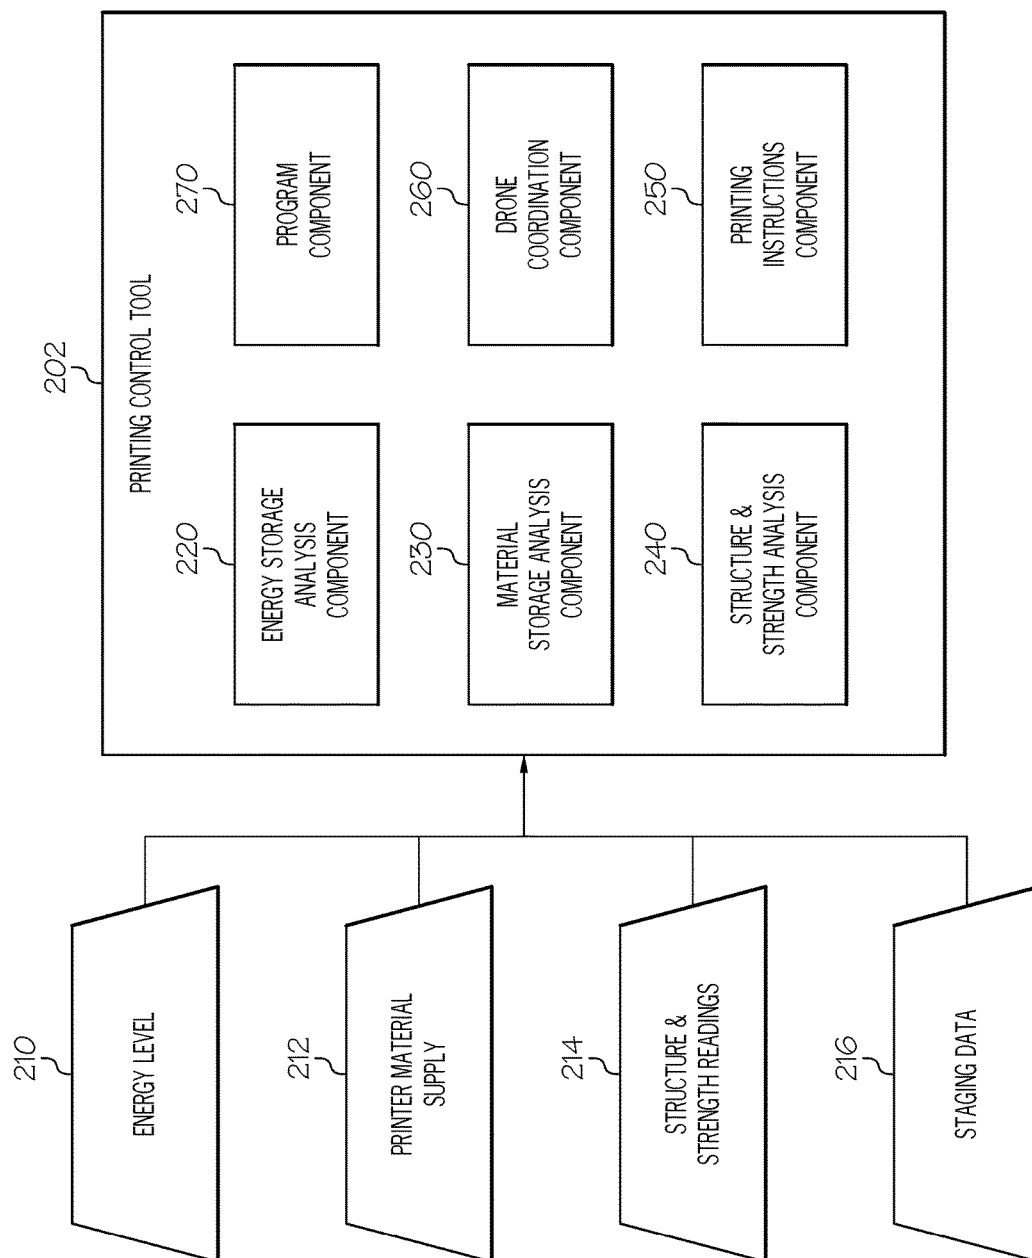 202
PRINTING CONTROL TOOL
210
ENERGY LEVEL
212
PRINTER MATERIAL
SUPPLY
214
STRUCTURE &
STRENGTH READINGS
216
STAGING DATA
220
ENERGY STORAGE
ANALYSIS
COMPONENT
230
MATERIAL
STORAGE ANALYSIS
COMPONENT
240
STRUCTURE &
STRENGTH ANALYSIS
COMPONENT
270
PROGRAM
COMPONENT
260
DRONE
COORDINATION
COMPONENT
250
PRINTING
INSTRUCTIONS
COMPONENT